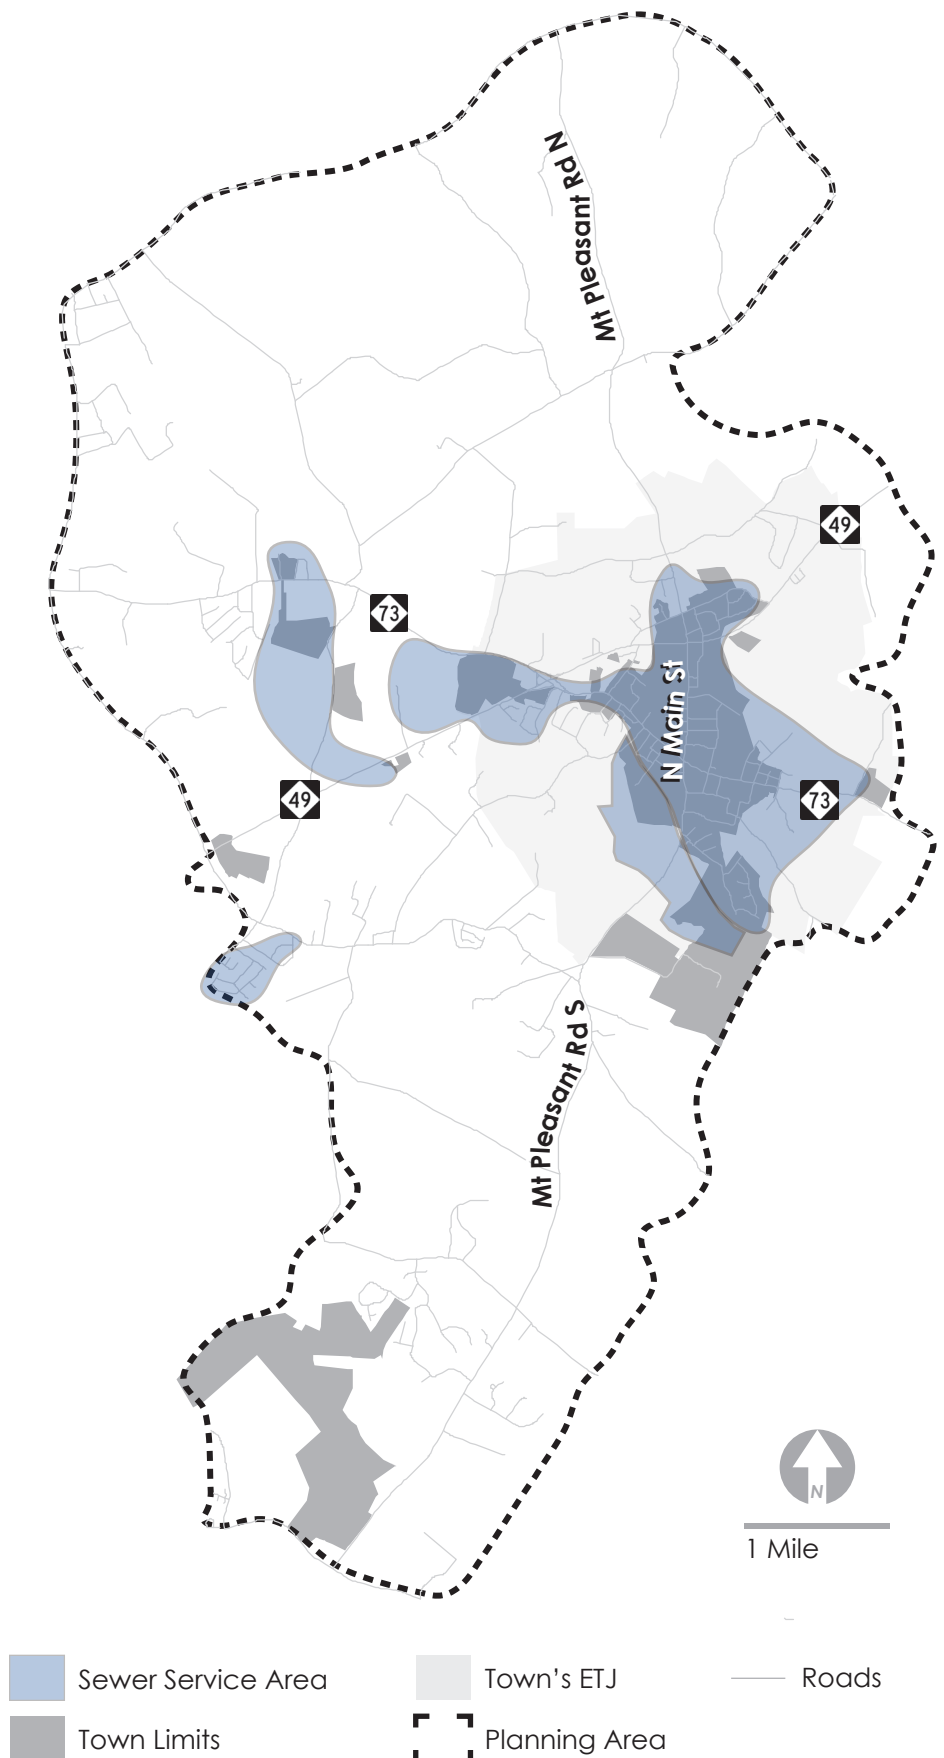 Mt Pleasant Rd N
49
73
N Main St
49
73
Mt Pleasant Rd S
N
1 Mile
Sewer Service Area
Town's ETJ
Roads
Town Limits
Planning Area